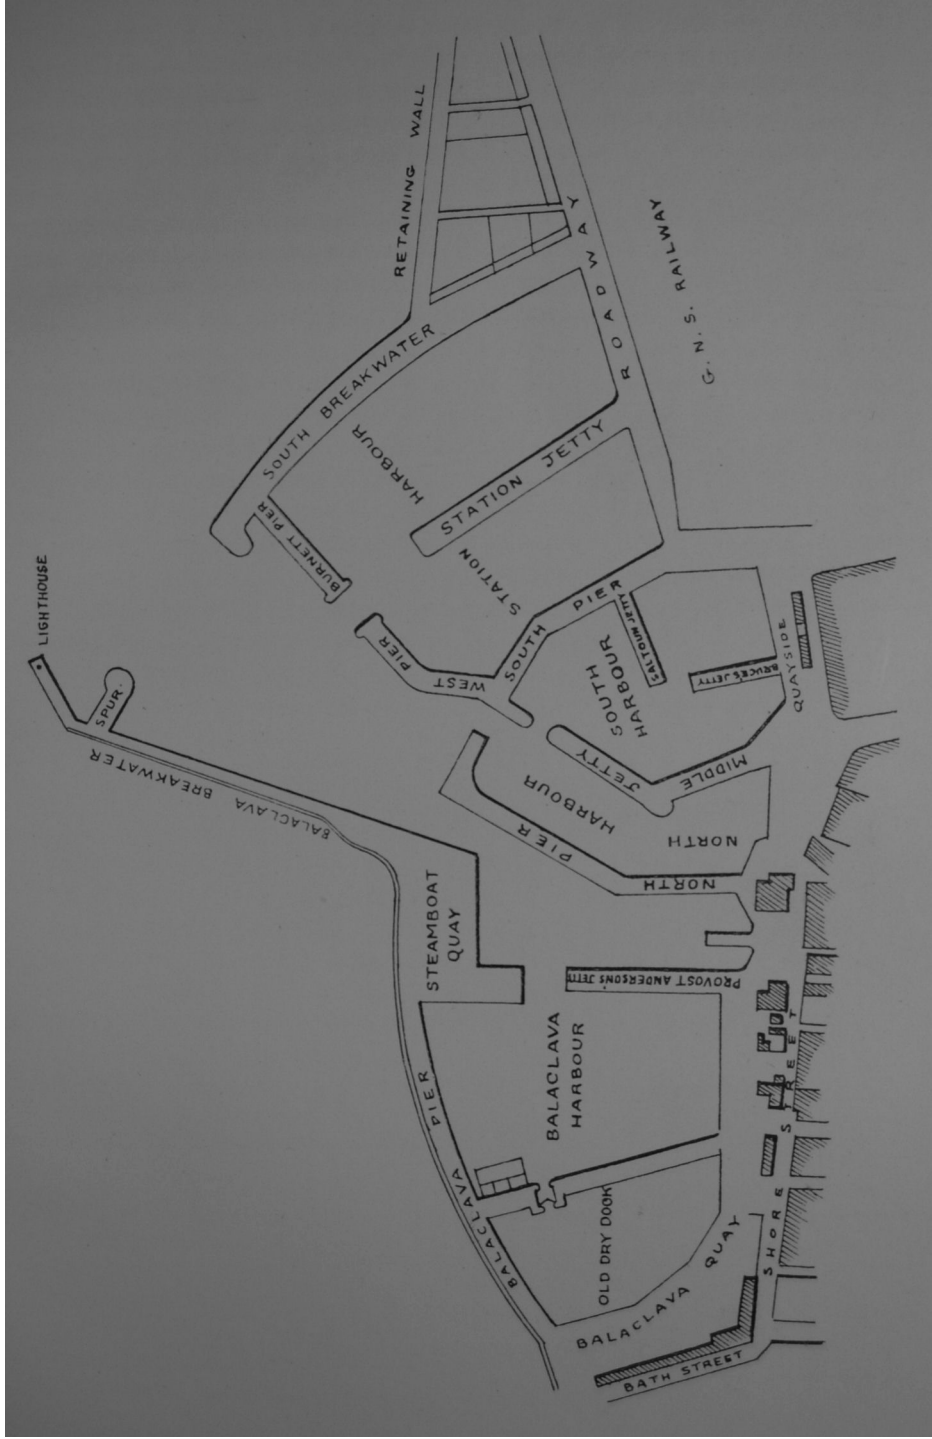 RETAINING WALL
ROADWAY
G. N. S. RAILWAY
SOUTH BREAKWATER
HARBOUR
STATION JETTY
BURNETT PIER
STATION
LIGHTHOUSE
SPUR.
BALACLAVA BREAKWATER
WEST PIER
SOUTH PIER
SALTOUN JETTY
SOUTH
HARBOUR
BRUCE'S JETTY
QUAYSIDE
MIDDLE JETTY
NORTH
HARBOUR
NORTH PIER
STEAMBOAT
QUAY
PROVOST ANDERSONS' JETTY
BALACLAVA
HARBOUR
BALACLAVA PIER
OLD DRY DOCK
BALACLAVA QUAY
SHORE STREET
BATH STREET